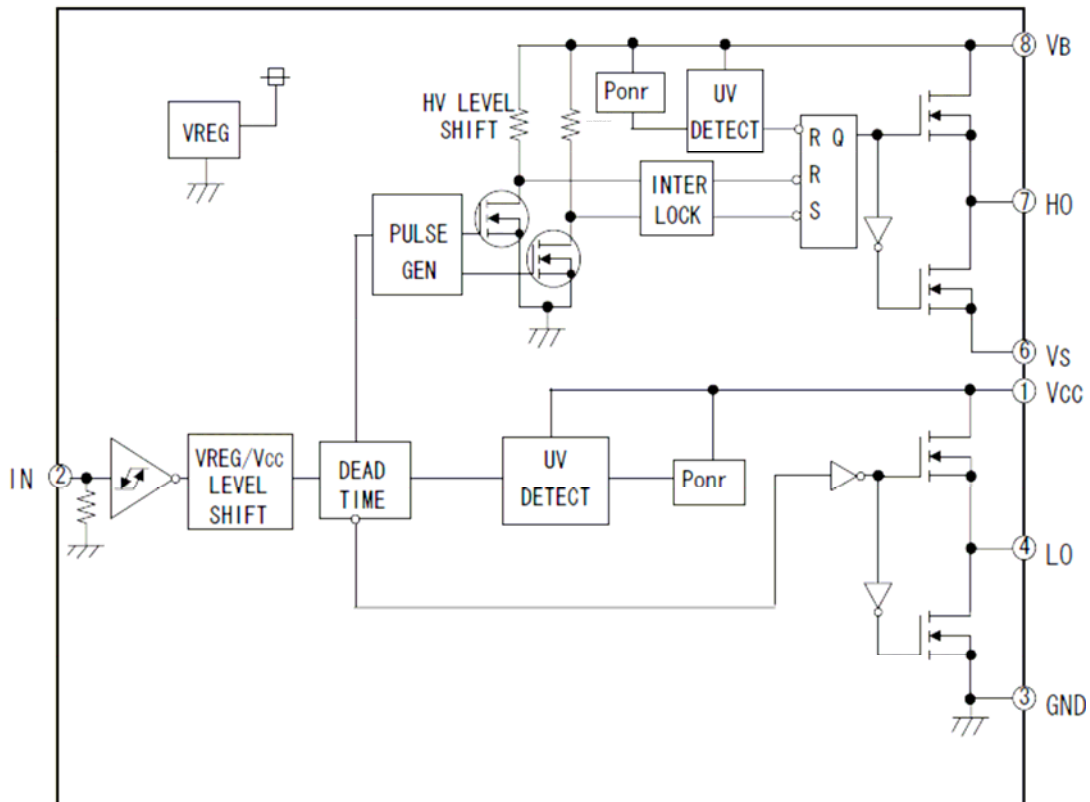 8 VB
Ponr
UV
DETECT
HV LEVEL
SHIFT
VREG
R Q
R
S
INTER
LOCK
7 HO
PULSE
GEN
6 VS
1 VCC
IN 2
VREG/VCC
LEVEL
SHIFT
DEAD
TIME
UV
DETECT
Ponr
4 LO
3 GND